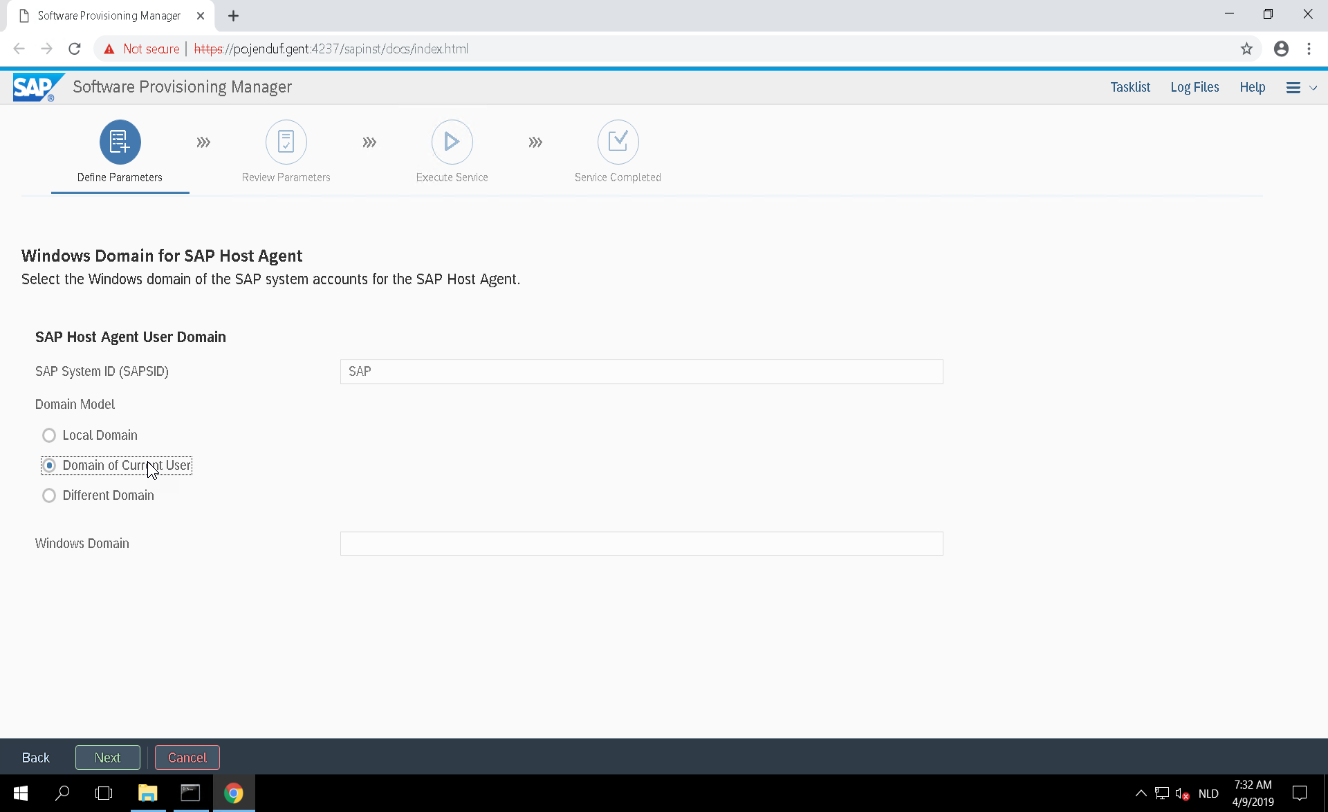 Software Provisioning Manager
Not secure | https://pojenduf.gent:4237/sapinst/docs/index.html
SAP Software Provisioning Manager
Tasklist Log Files Help
Define Parameters
Review Parameters
Execute Service
Service Completed
Windows Domain for SAP Host Agent
Select the Windows domain of the SAP system accounts for the SAP Host Agent.
SAP Host Agent User Domain
SAP System ID (SAPSID) SAP
Domain Model
Local Domain
Domain of Current User
Different Domain
Windows Domain
Back Next Cancel
NLD
7:32 AM
4/9/2019